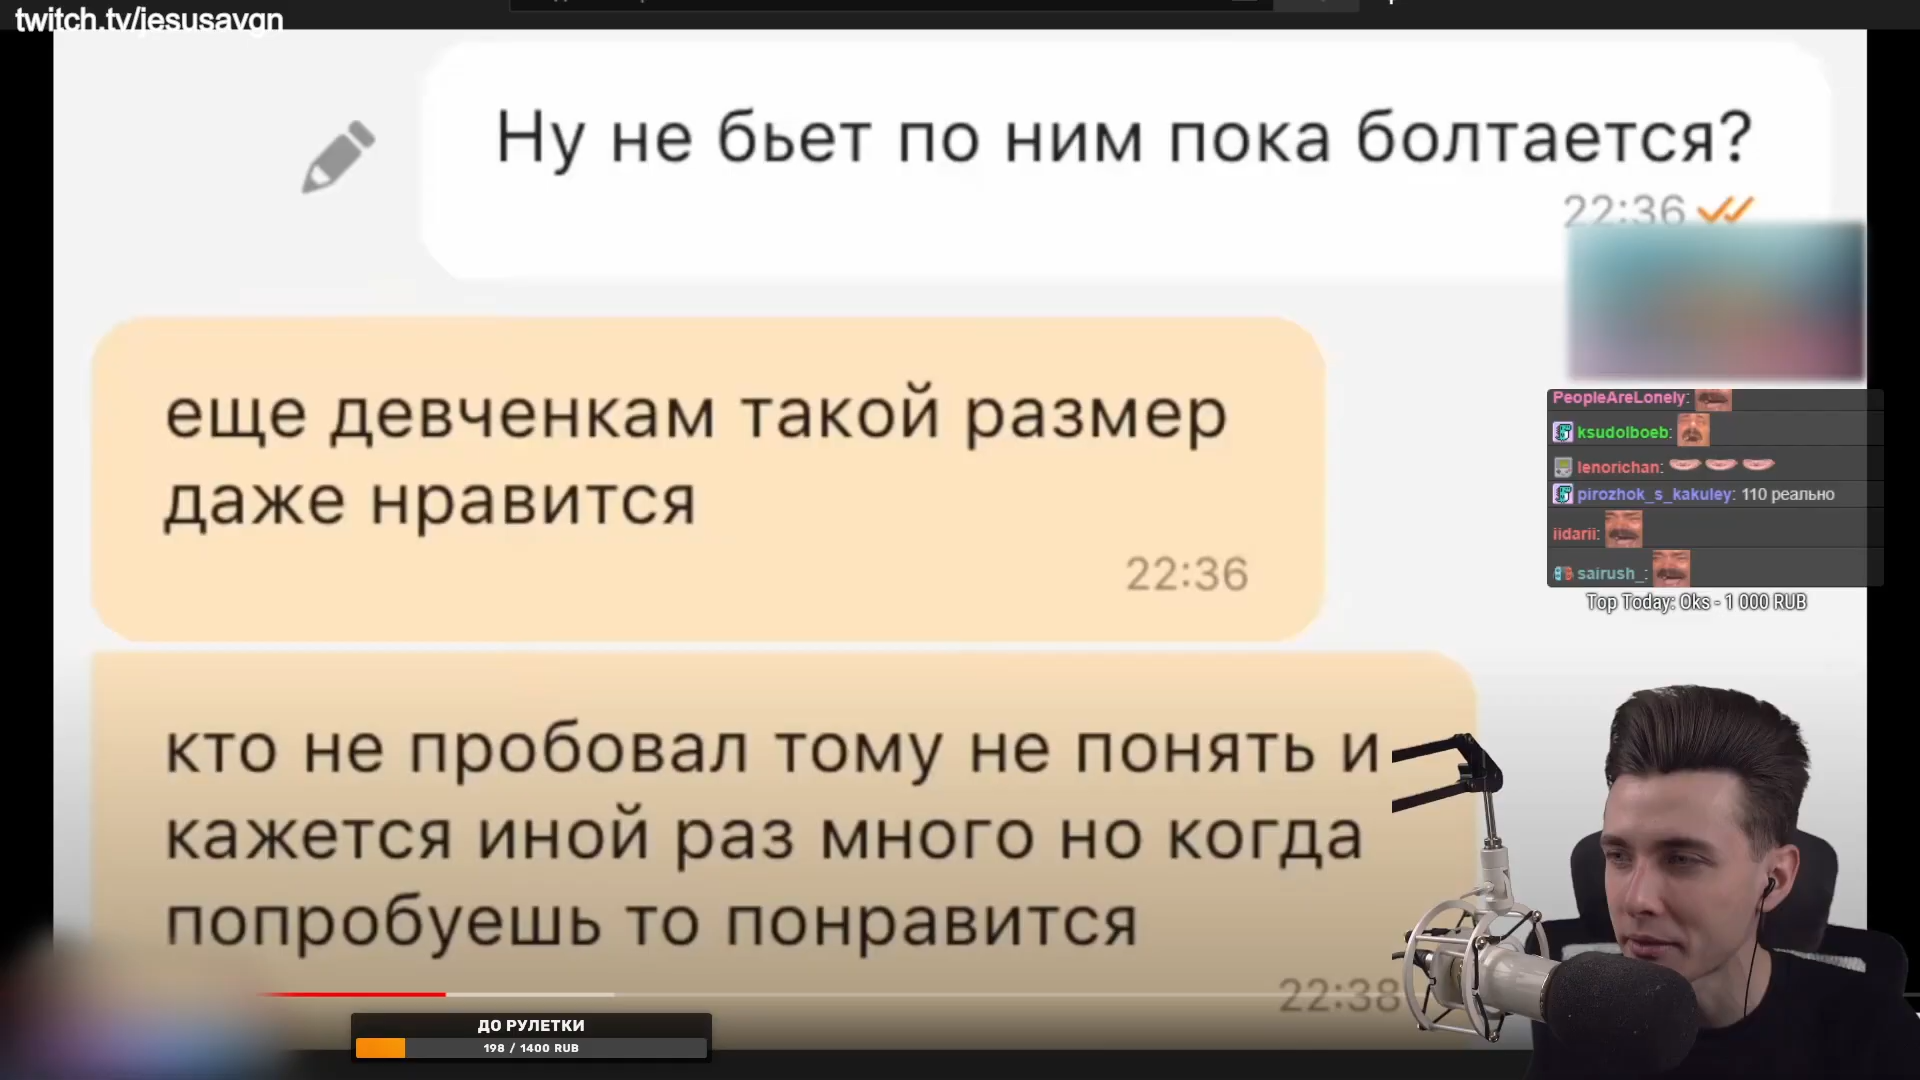 twitch.tv/jesusavgn
Ну не бьет по ним пока болтается?
22:36
еще девченкам такой размер
даже нравится
22:36
кто не пробовал тому не понять и
кажется иной раз много но когда
попробуешь то понравится
22:38
PeopleAreLonely:
ksudolboeb:
lenorichan:
pirozhok_s_kakuley: 110 реально
iidarii:
sairush_:
Top Today: Oks - 1 000 RUB
ДО РУЛЕТКИ
198 / 1400 RUB